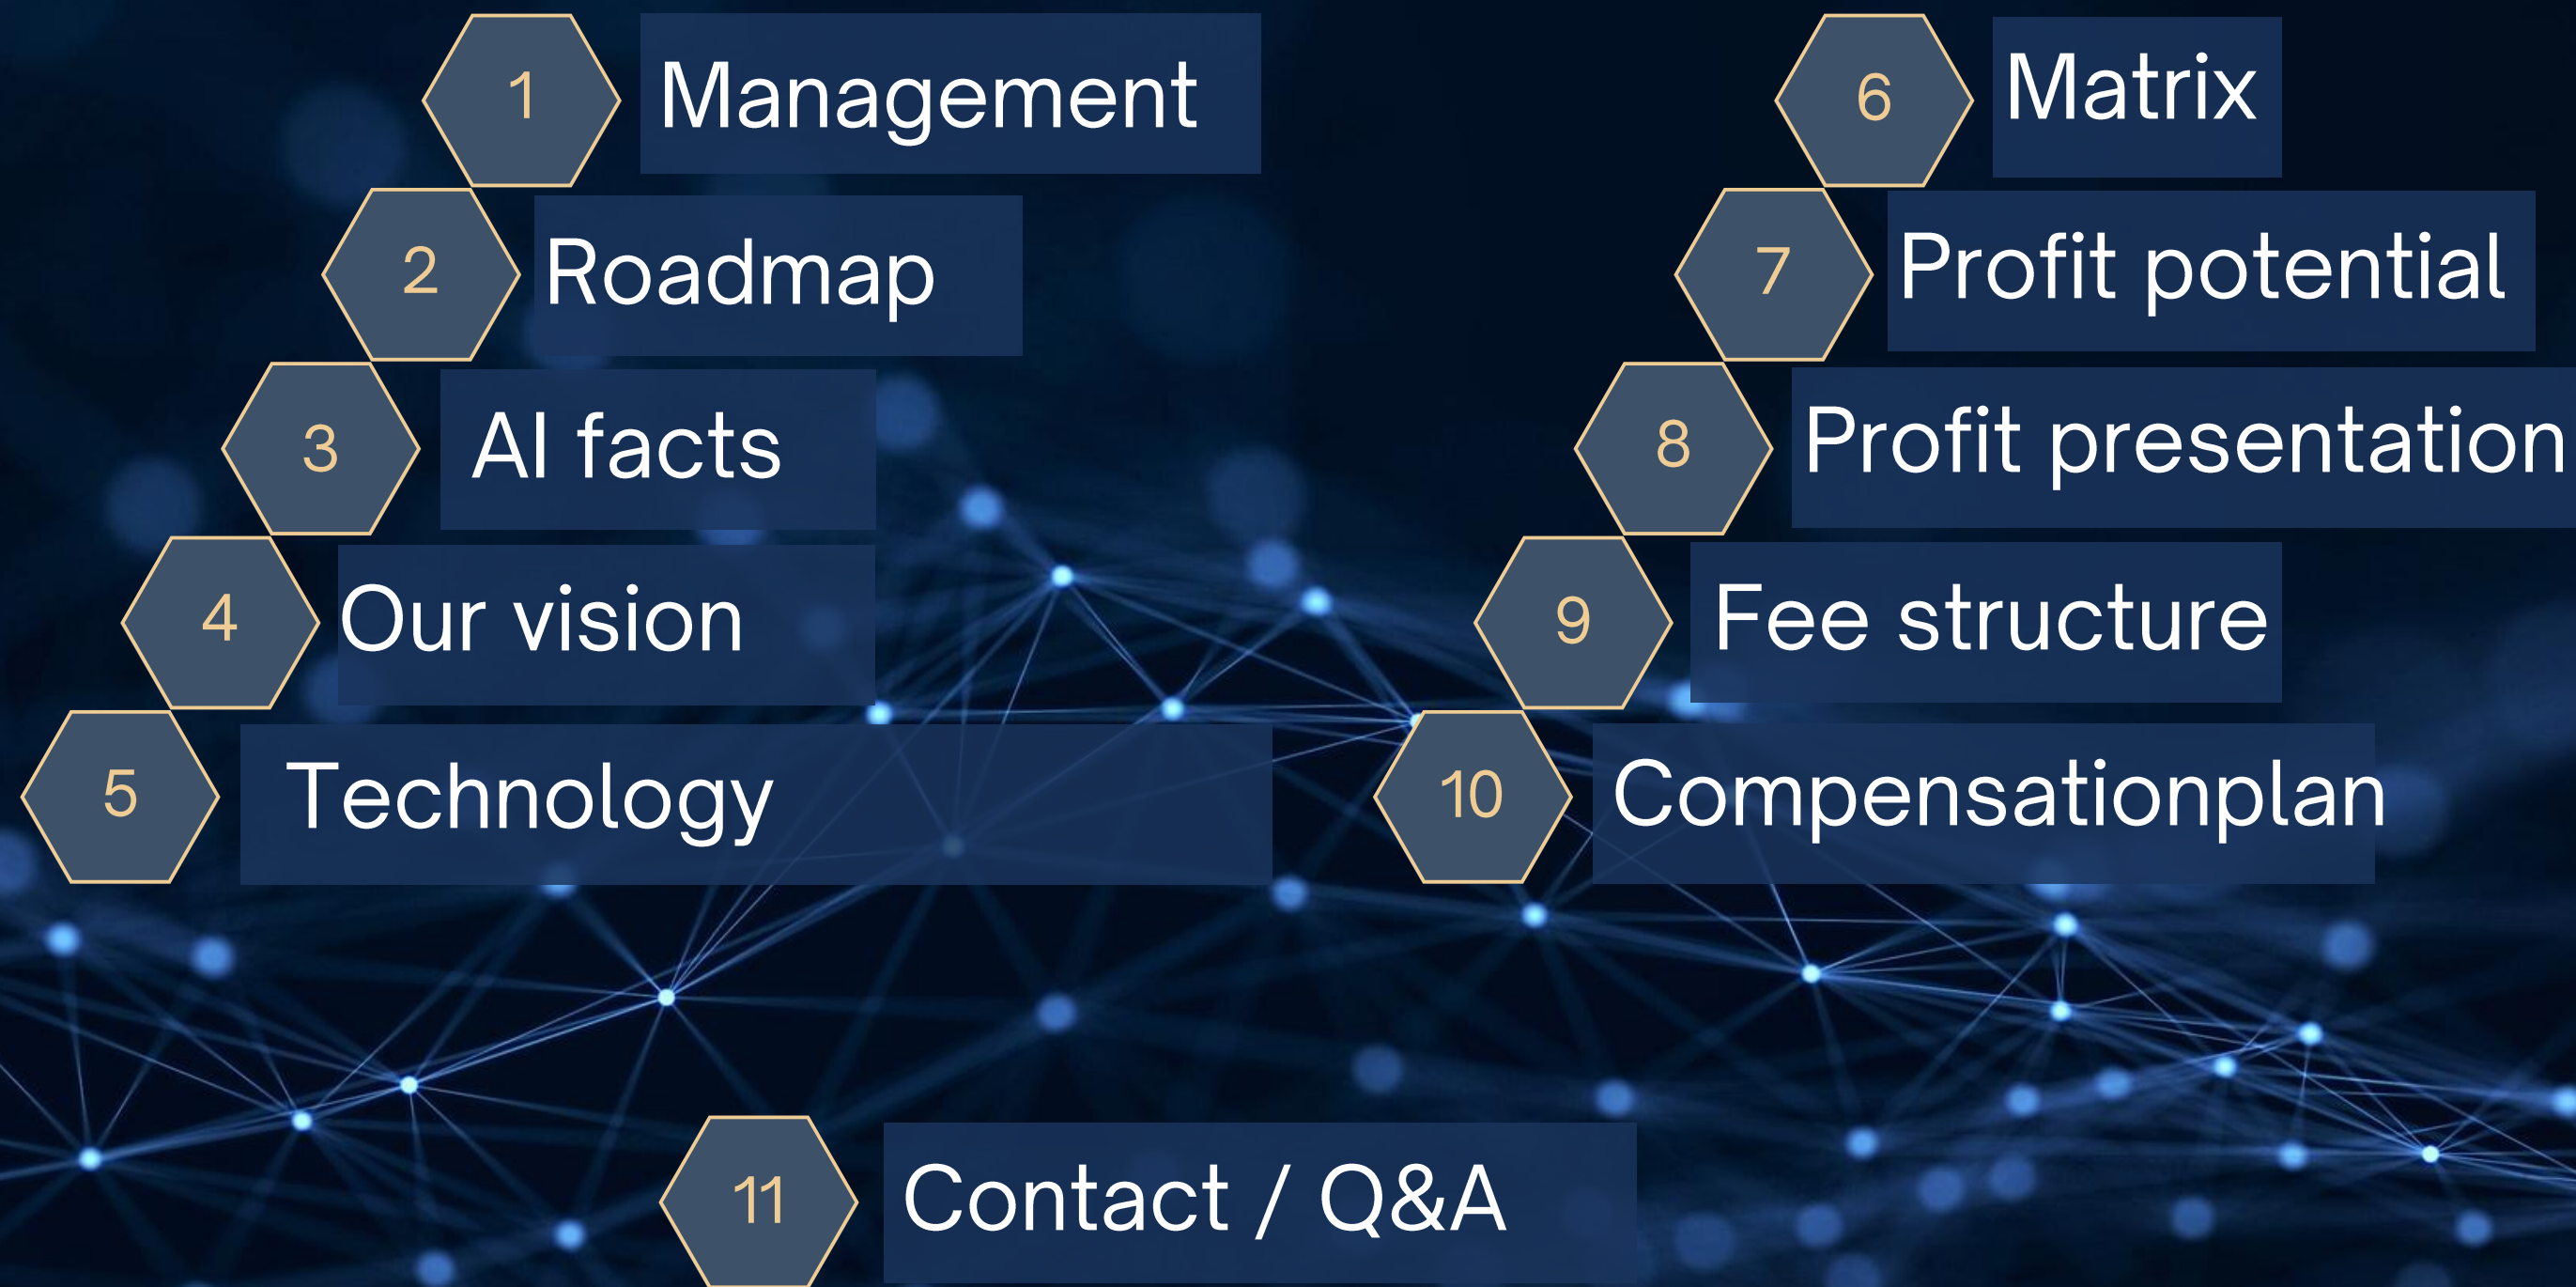 1 Management
2 Roadmap
3 AI facts
4 Our vision
5 Technology
6 Matrix
7 Profit potential
8 Profit presentation
9 Fee structure
10 Compensationplan
11 Contact / Q&A